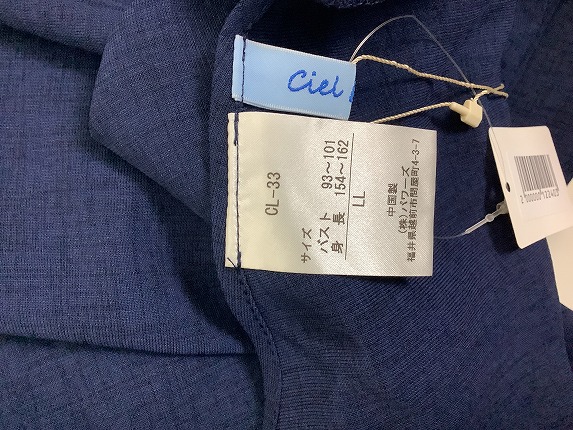 Ciel
CL-33
サイズ
バスト 93～101
身 長 154～162
LL
中国製
(株)パワーズ
福井県越前市問屋町4-3-7